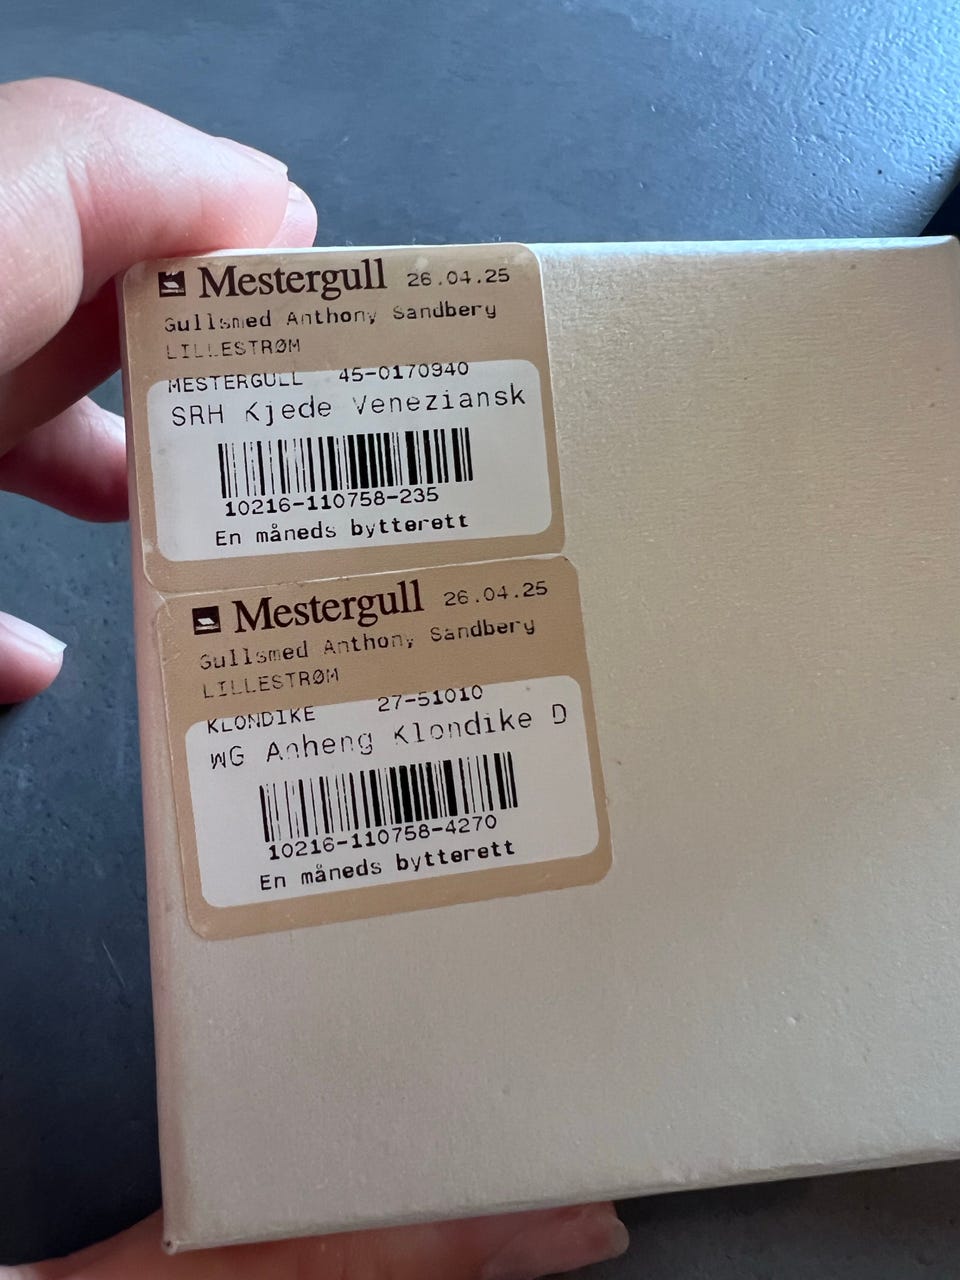 Mestergull 26.04.25
Gullsmed Anthony Sandbery
LILLESTRØM
MESTERGULL 45-0170940
SRH Kjede Veneziansk
10216-110758-235
En måneds bytterett
Mestergull 26.04.25
Gullsmed Anthony Sandbery
LILLESTRØM
KLONDIKE 27-51010
WG Anheng Klondike D
10216-110758-4270
En måneds bytterett